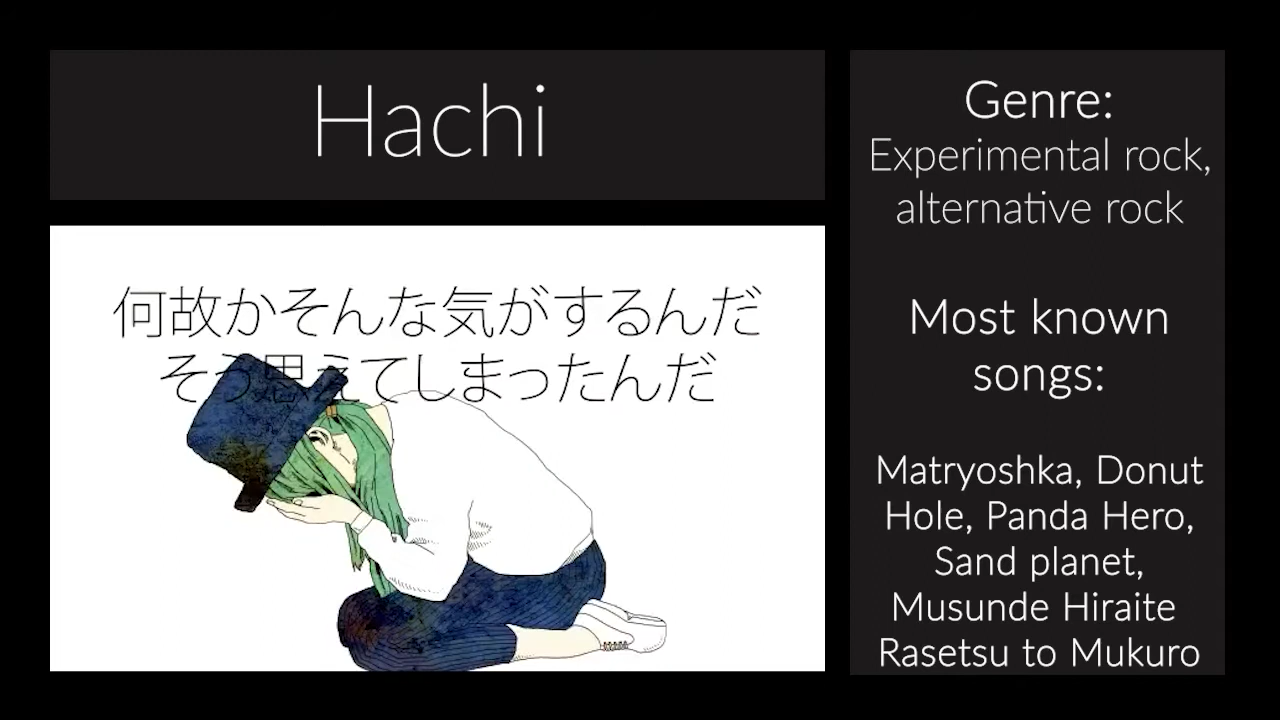 Hachi
何故かそんな気がするんだ
そう思えてしまったんだ
Genre:
Experimental rock,
alternative rock
Most known
songs:
Matryoshka, Donut
Hole, Panda Hero,
Sand planet,
Musunde Hiraite
Rasetsu to Mukuro